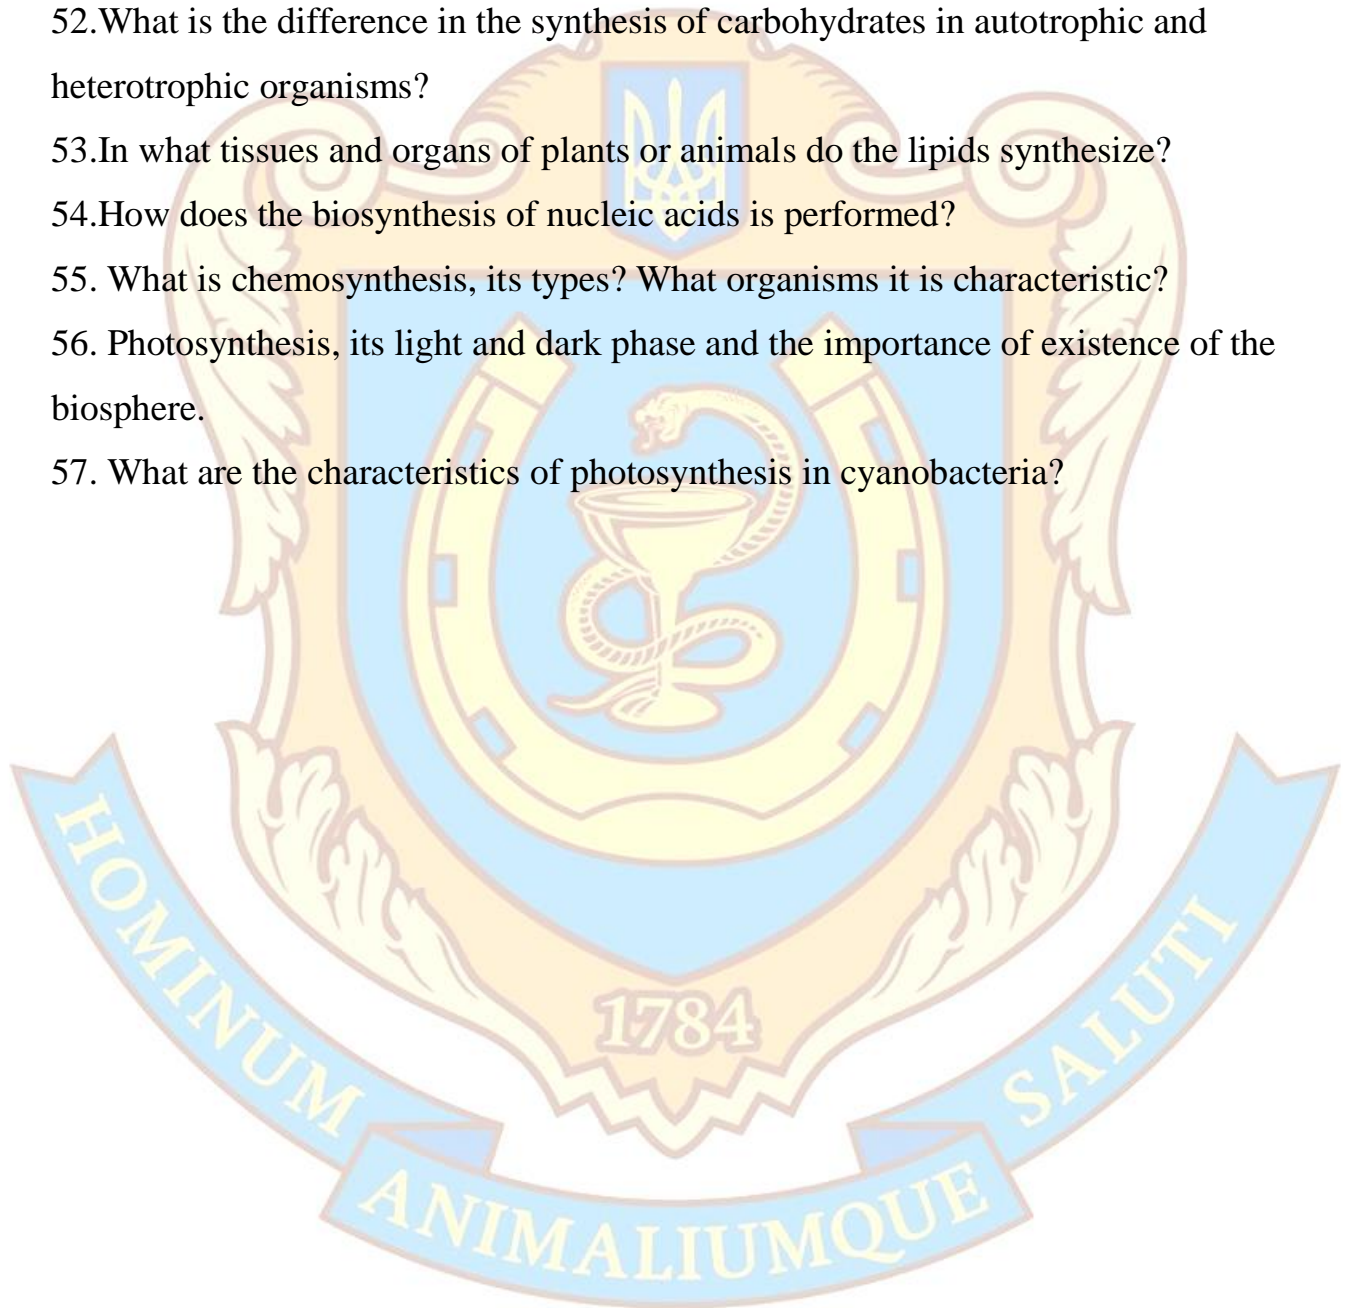 52.What is the difference in the synthesis of carbohydrates in autotrophic and
heterotrophic organisms?
53.In what tissues and organs of plants or animals do the lipids synthesize?
54.How does the biosynthesis of nucleic acids is performed?
55. What is chemosynthesis, its types? What organisms it is characteristic?
56. Photosynthesis, its light and dark phase and the importance of existence of the
biosphere.
57. What are the characteristics of photosynthesis in cyanobacteria?
1784
HOMINUM
ANIMALIUMQUE
SALUTI